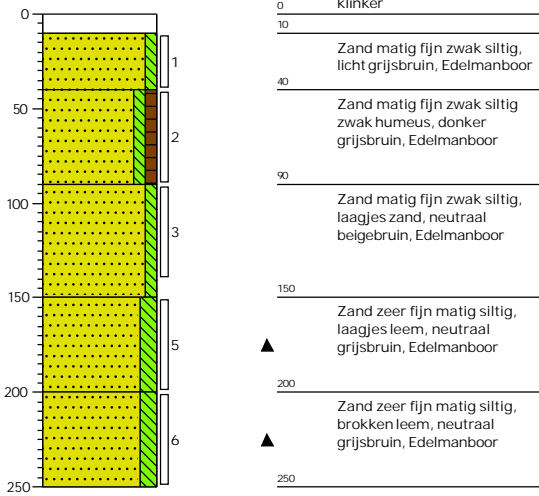 0
50
100
150
200
250
1
2
3
5
6
0
klinker
10
Zand matig fijn zwak siltig,
licht grijsbruin, Edelmanboor
40
Zand matig fijn zwak siltig
zwak humeus, donker
grijsbruin, Edelmanboor
90
Zand matig fijn zwak siltig,
laagjes zand, neutraal
beigebruin, Edelmanboor
150
Zand zeer fijn matig siltig,
laagjes leem, neutraal
grijsbruin, Edelmanboor
200
Zand zeer fijn matig siltig,
brokken leem, neutraal
grijsbruin, Edelmanboor
250